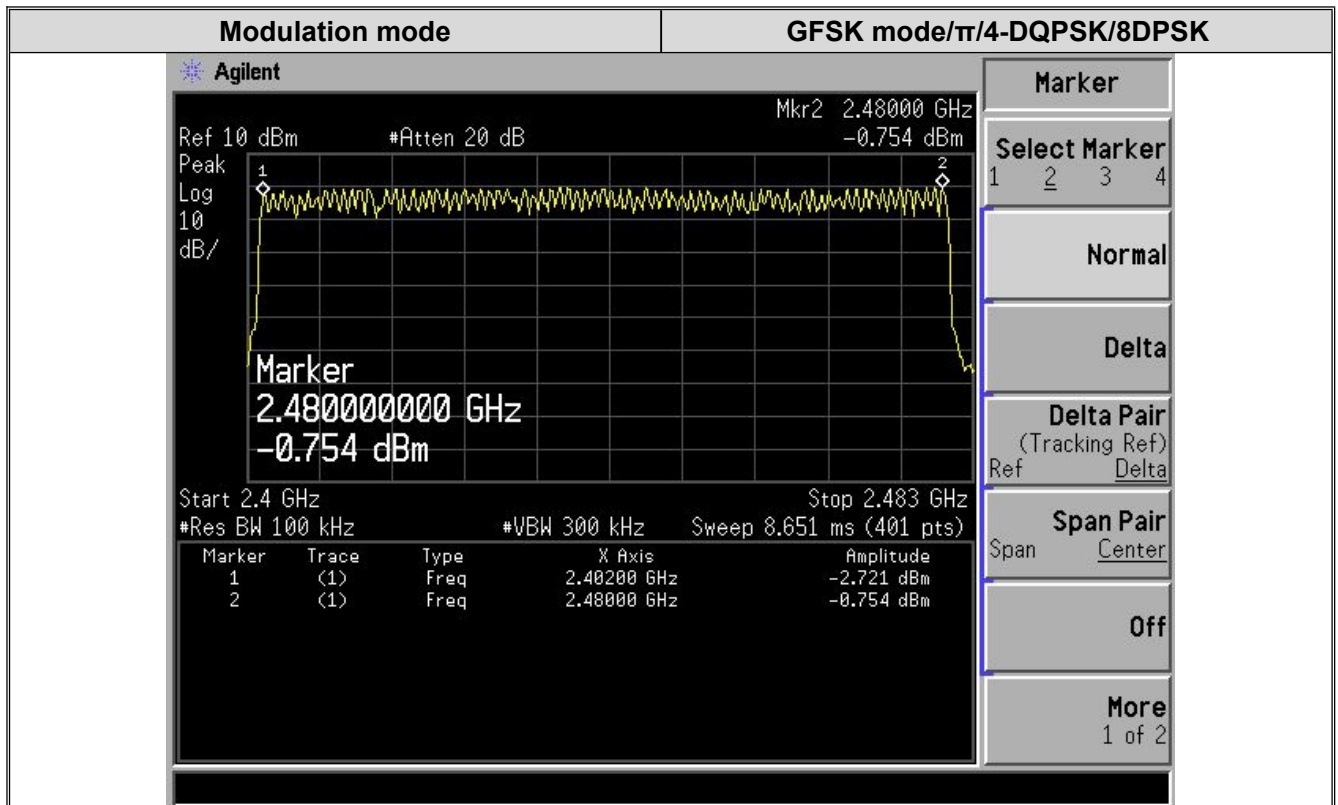 Modulation mode GFSK mode/π/4-DQPSK/8DPSK
Agilent
Mkr2 2.48000 GHz
Ref 10 dBm #Atten 20 dB -0.754 dBm
Peak
Log
10
dB/
1
2
Marker
2.480000000 GHz
-0.754 dBm
Start 2.4 GHz Stop 2.483 GHz
#Res BW 100 kHz #VBW 300 kHz Sweep 8.651 ms (401 pts)
Marker Trace Type X Axis Amplitude
1 (1) Freq 2.40200 GHz -2.721 dBm
2 (1) Freq 2.48000 GHz -0.754 dBm
Marker
Select Marker
1 2 3 4
Normal
Delta
Delta Pair
(Tracking Ref)
Ref Delta
Span Pair
Span Center
Off
More
1 of 2